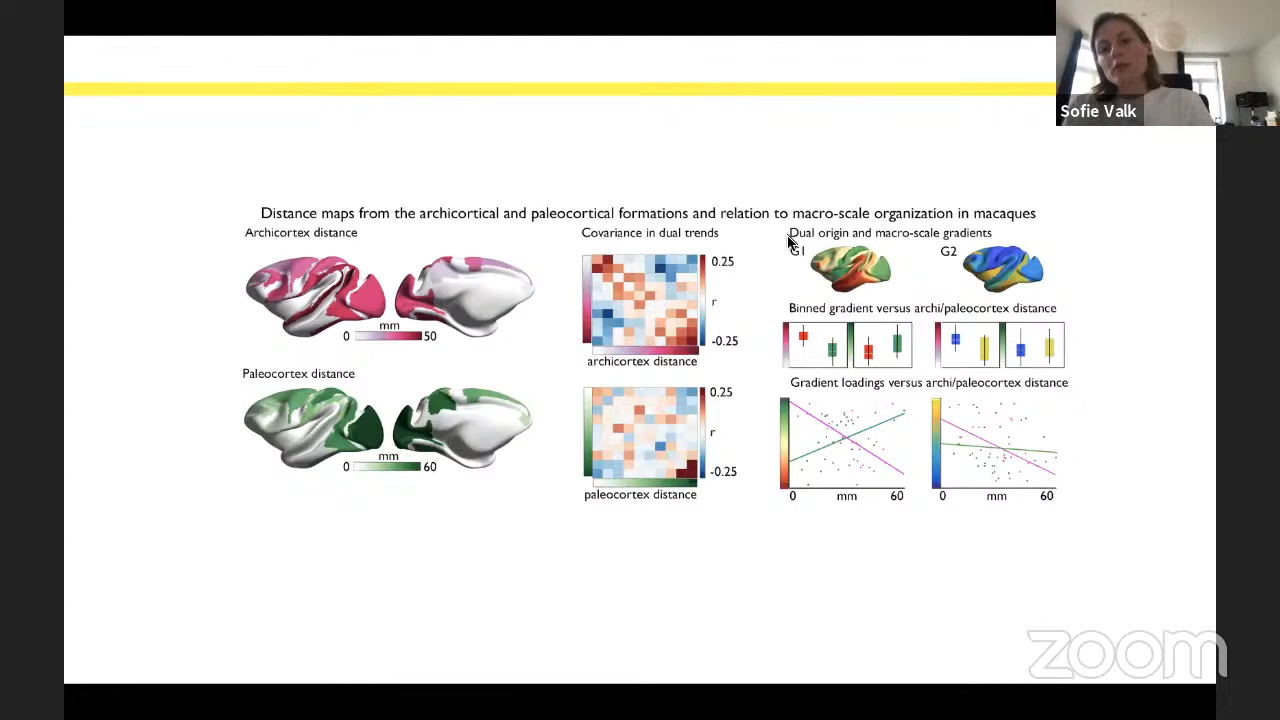 Sofie Valk
Distance maps from the archicortical and paleocortical formations and relation to macro-scale organization in macaques
Archicortex distance
mm
0 50
Paleocortex distance
mm
0 60
Covariance in dual trends
0.25
r
-0.25
archicortex distance
0.25
r
-0.25
paleocortex distance
Dual origin and macro-scale gradients
G1 G2
Binned gradient versus archi/paleocortex distance
Gradient loadings versus archi/paleocortex distance
0 mm 60
0 mm 60
zoom